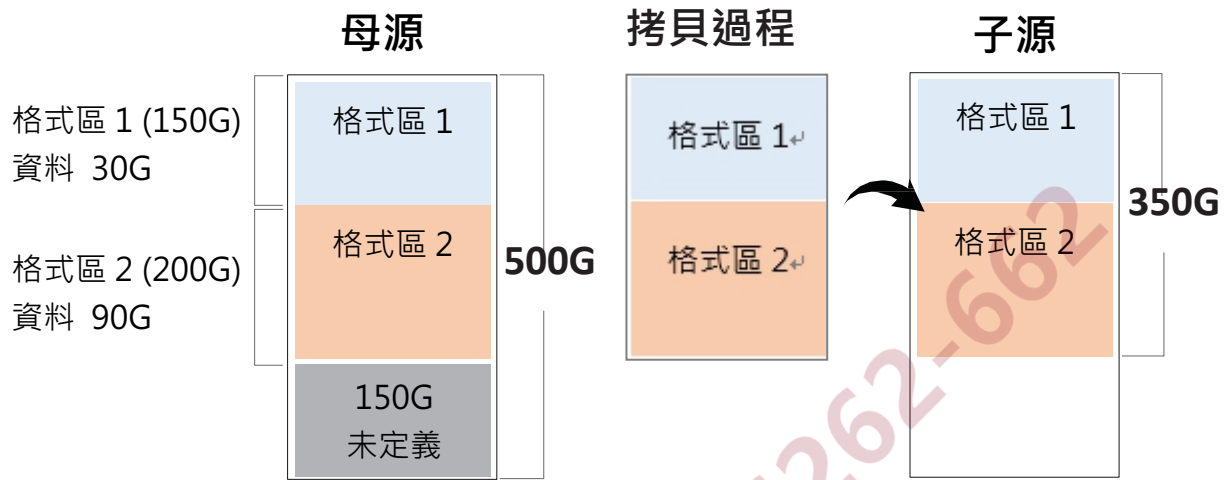 母源
拷貝過程
子源
格式區 1 (150G)
資料 30G
格式區 2 (200G)
資料 90G
格式區 1
格式區 2
500G
150G
未定義
格式區 1↵
格式區 2↵
格式區 1
格式區 2
350G
262-662